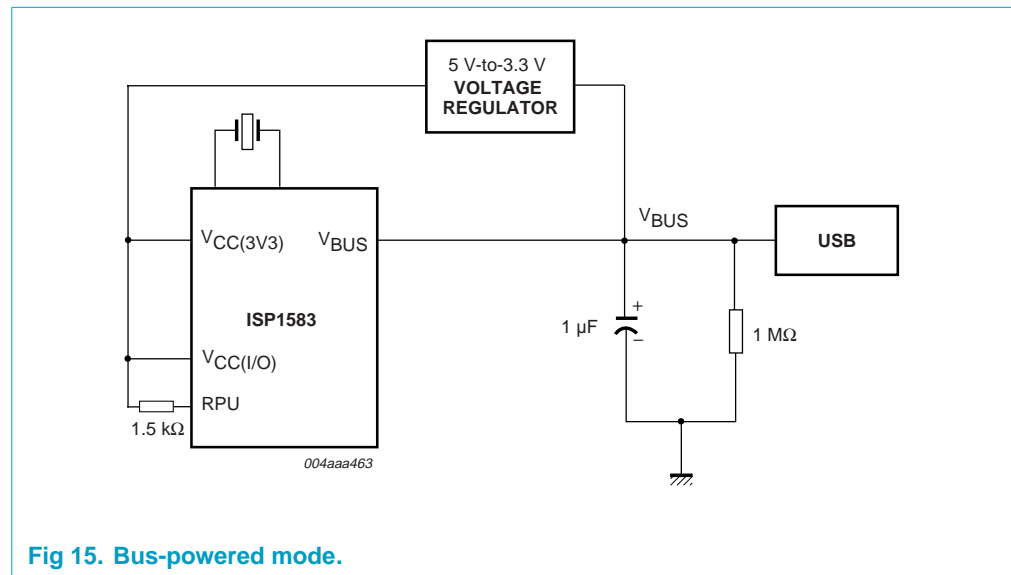 5 V-to-3.3 V
VOLTAGE
REGULATOR
VCC(3V3)
VBUS
VBUS
USB
ISP1583
1 µF
+
−
1 MΩ
VCC(I/O)
RPU
1.5 kΩ
004aaa463
Fig 15. Bus-powered mode.